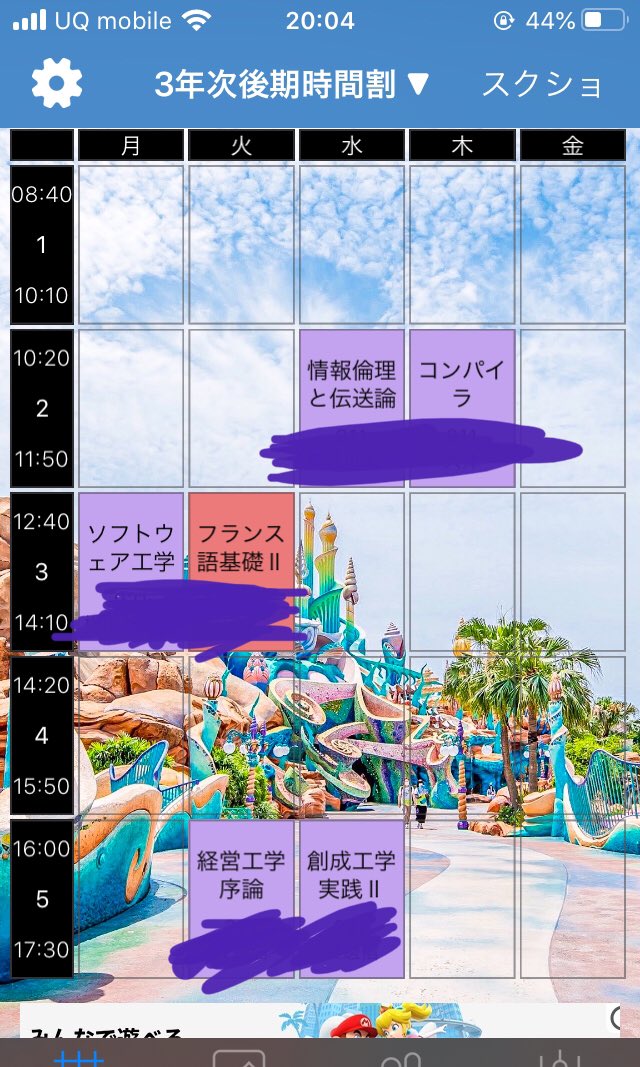 UQ mobile 20:04 44%
3年次後期時間割 ▼ スクショ
月 火 水 木 金
08:40
1
10:10
10:20
2
11:50
情報倫理
と伝送論
コンパイ
ラ
12:40
3
14:10
ソフトウ
ェア工学
フランス
語基礎Ⅱ
14:20
4
15:50
16:00
5
17:30
経営工学
序論
創成工学
実践Ⅱ
みんなで遊べる